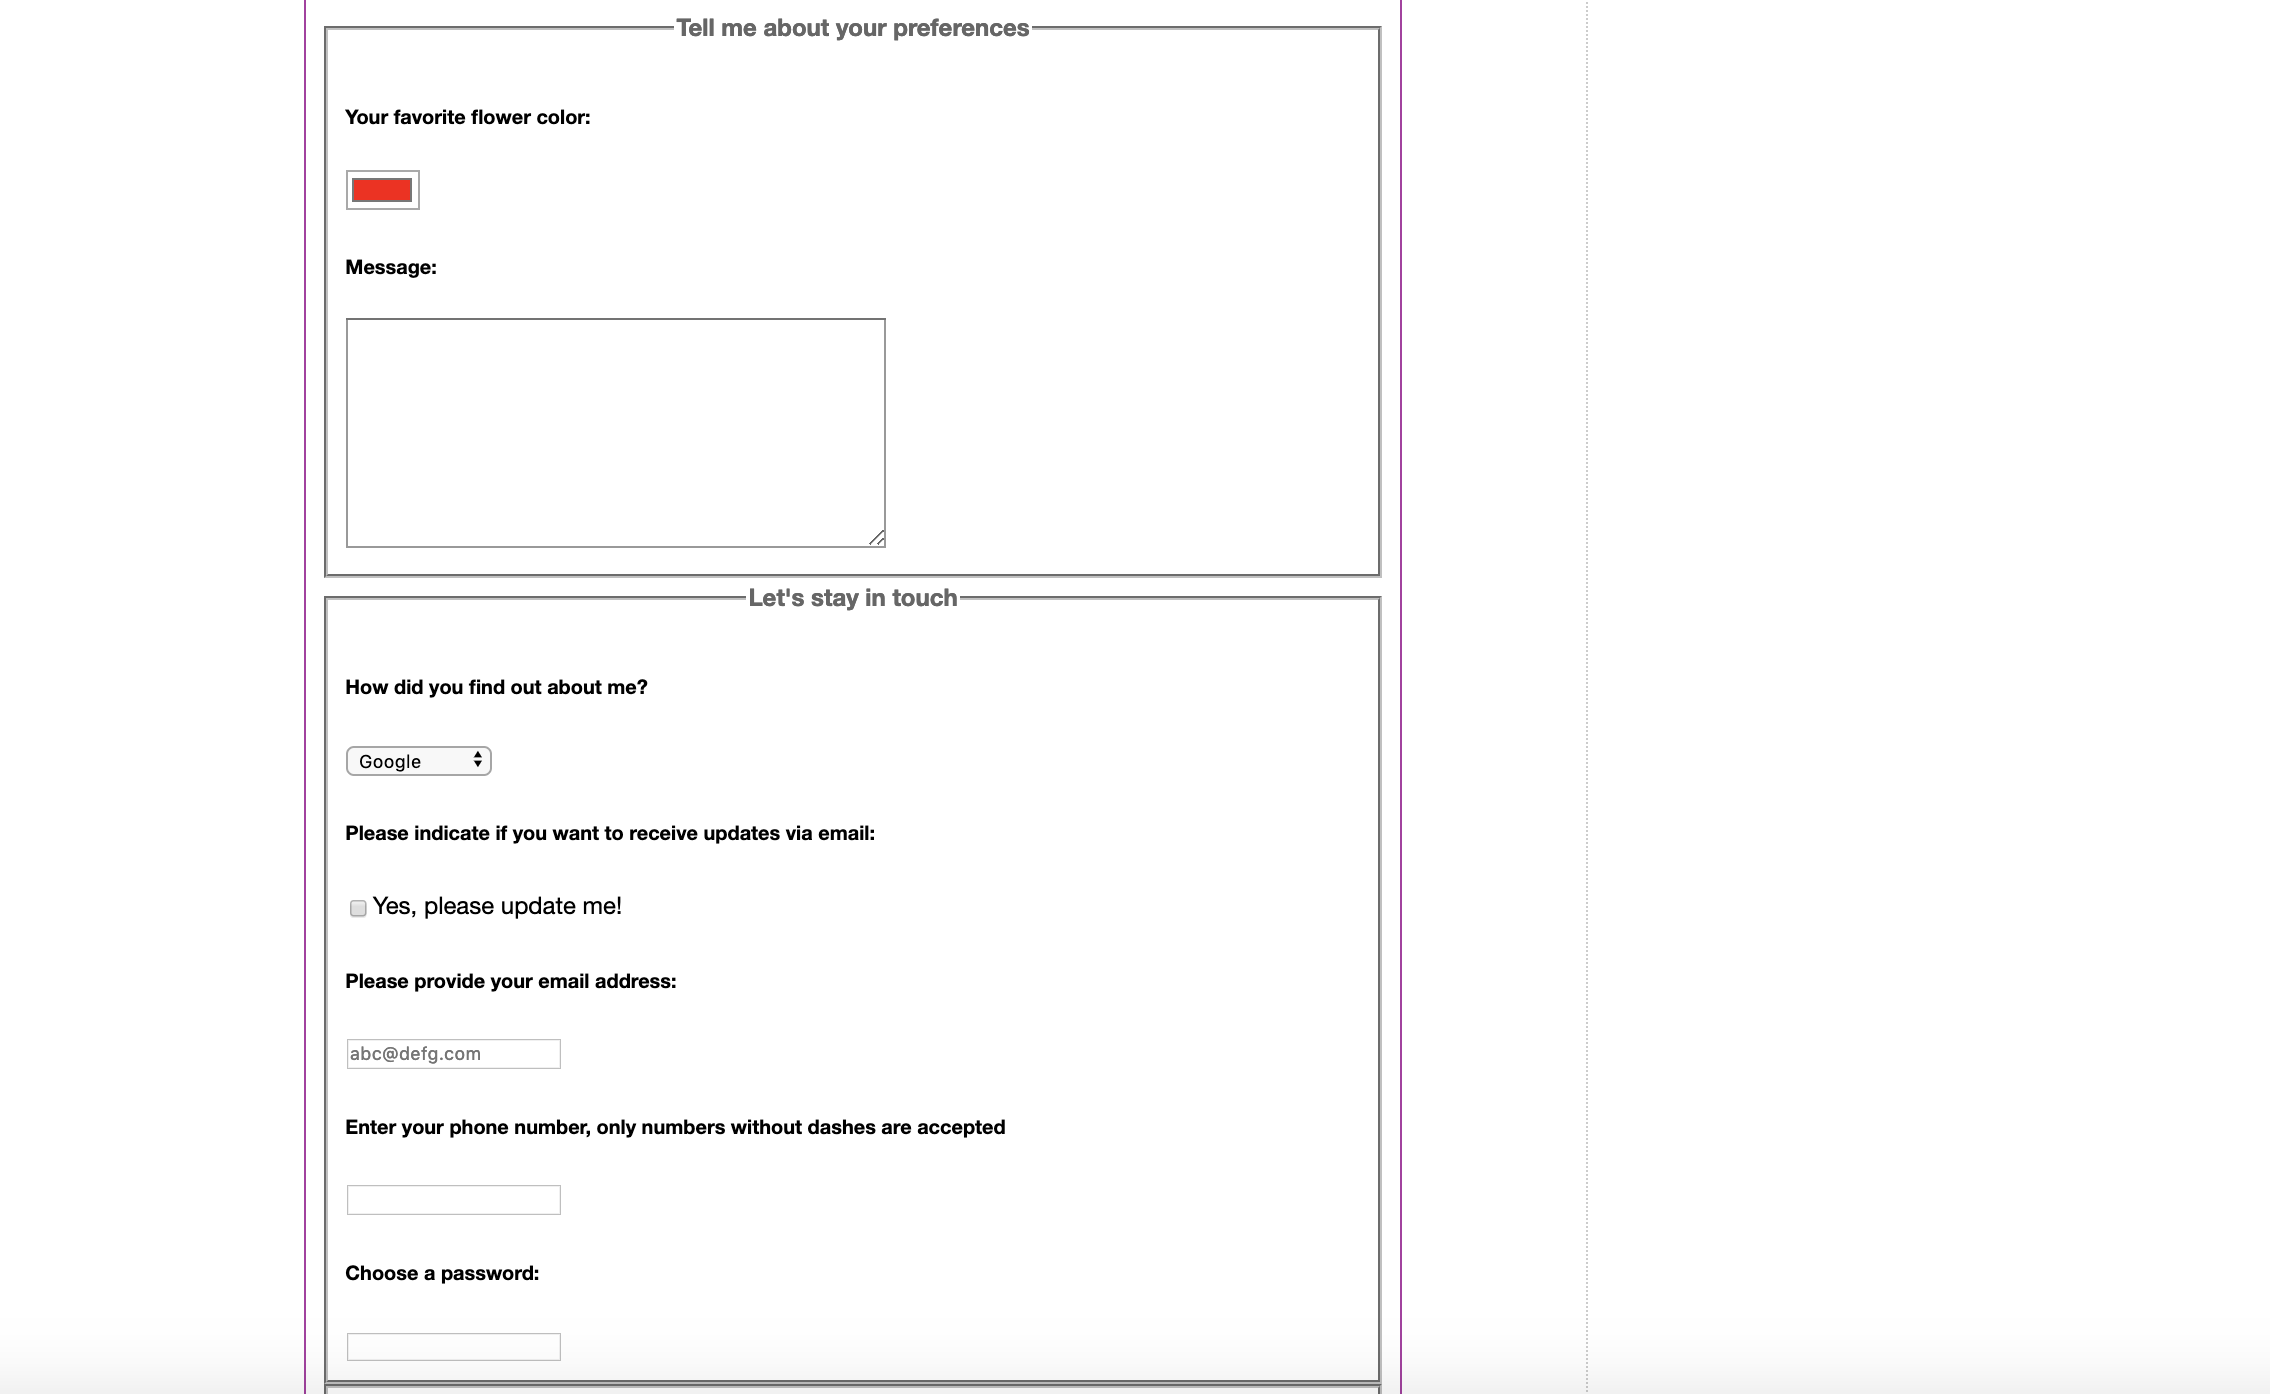 Tell me about your preferences
Your favorite flower color:
Message:
Let's stay in touch
How did you find out about me?
Google
Please indicate if you want to receive updates via email:
Yes, please update me!
Please provide your email address:
abc@defg.com
Enter your phone number, only numbers without dashes are accepted
Choose a password: